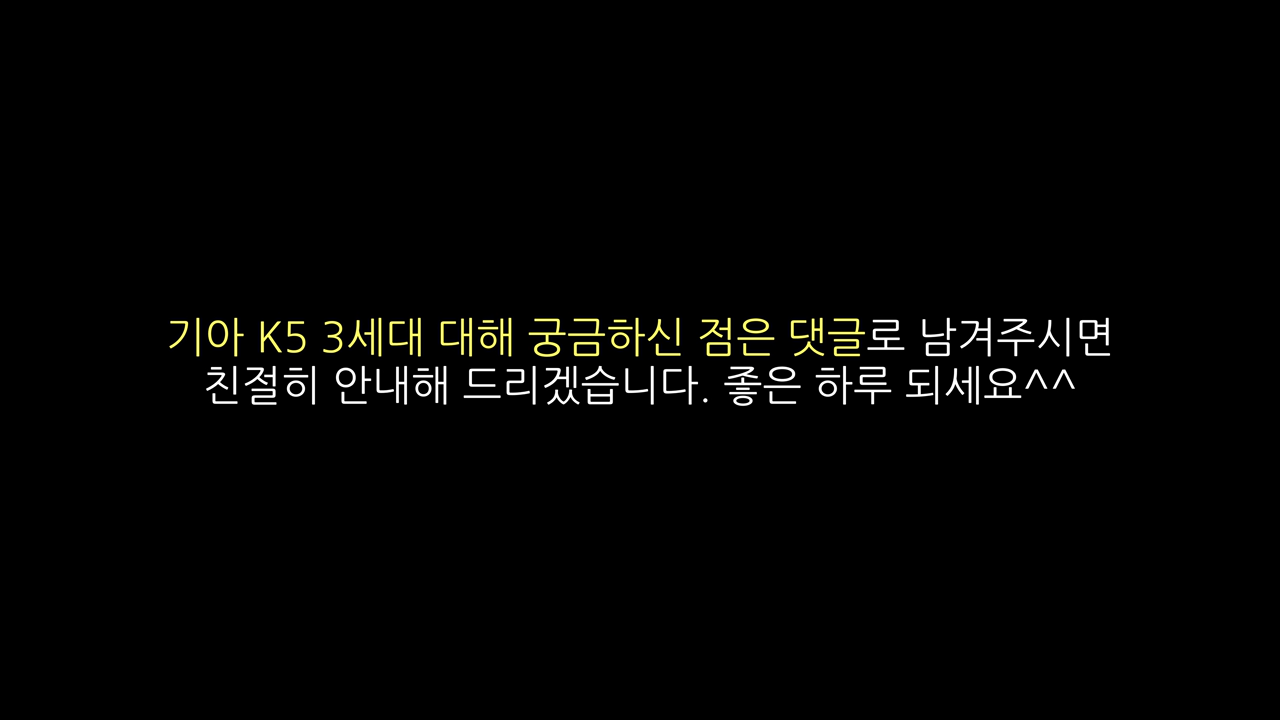 기아 K5 3세대 대해 궁금하신 점은 댓글로 남겨주시면
친절히 안내해 드리겠습니다. 좋은 하루 되세요^^